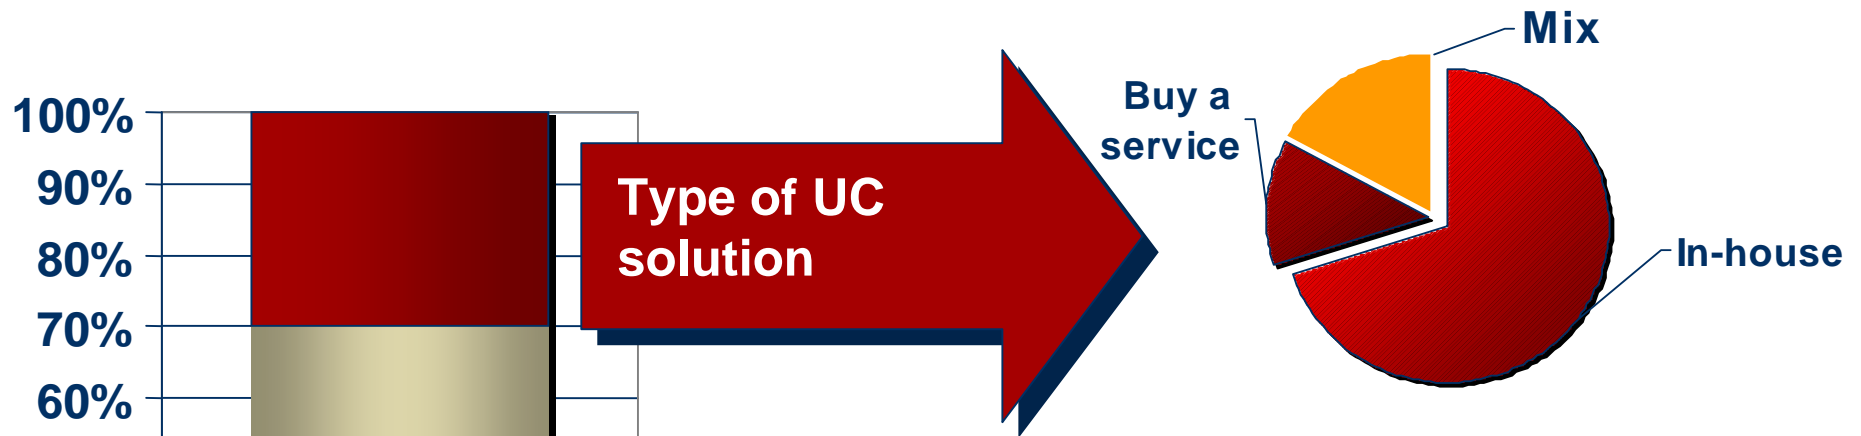 100%
90%
80%
70%
60%
Type of UC
solution
Mix
Buy a
service
In-house